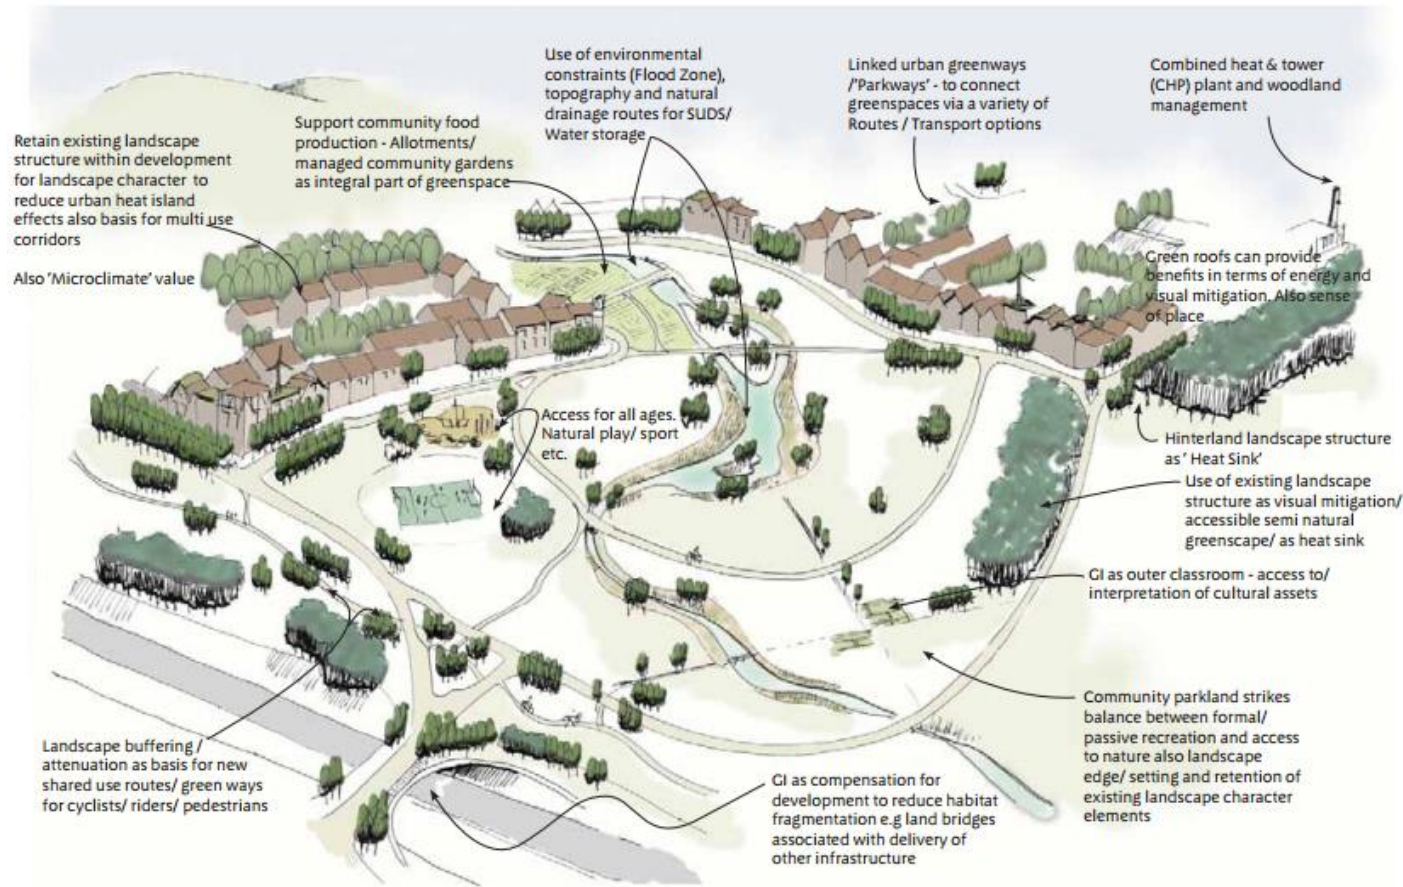 Use of environmental
constraints (Flood Zone),
topography and natural
drainage routes for SUDS/
Water storage
Linked urban greenways
/'Parkways' - to connect
greenspaces via a variety of
Routes / Transport options
Combined heat & tower
(CHP) plant and woodland
management
Support community food
production - Allotments/
managed community gardens
as integral part of greenspace
Retain existing landscape
structure within development
for landscape character to
reduce urban heat island
effects also basis for multi use
corridors
Also 'Microclimate' value
Green roofs can provide
benefits in terms of energy and
visual mitigation. Also sense
of place
Access for all ages.
Natural play/ sport
etc.
Hinterland landscape structure
as ' Heat Sink'
Use of existing landscape
structure as visual mitigation/
accessible semi natural
greenscape/ as heat sink
GI as outer classroom - access to/
interpretation of cultural assets
Community parkland strikes
balance between formal/
passive recreation and access
to nature also landscape
edge/ setting and retention of
existing landscape character
elements
Landscape buffering /
attenuation as basis for new
shared use routes/ green ways
for cyclists/ riders/ pedestrians
GI as compensation for
development to reduce habitat
fragmentation e.g land bridges
associated with delivery of
other infrastructure